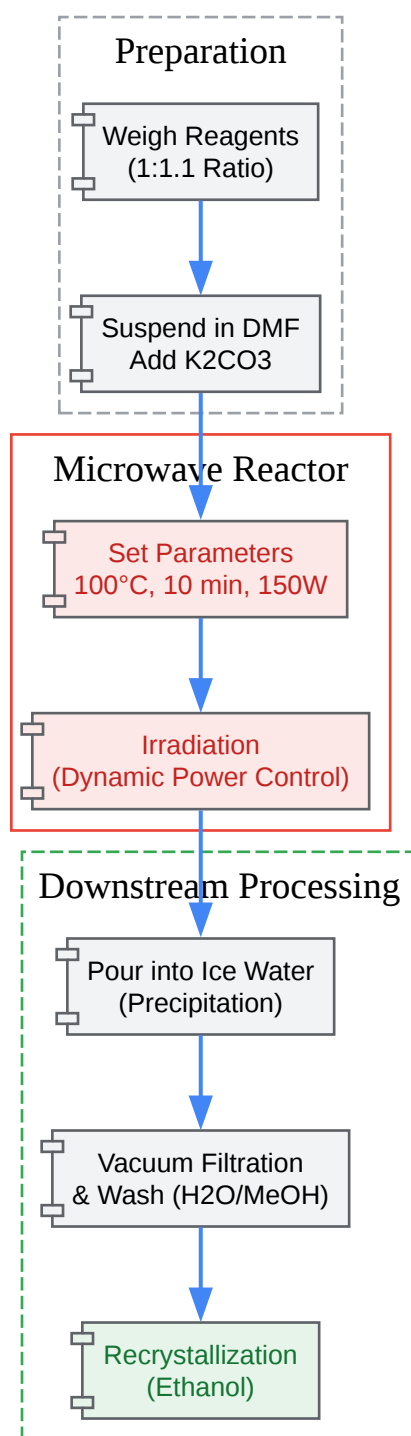 Preparation
Weigh Reagents
(1:1.1 Ratio)
Suspend in DMF
Add K2CO3
Microwave Reactor
Set Parameters
100°C, 10 min, 150W
Irradiation
(Dynamic Power Control)
Downstream Processing
Pour into Ice Water
(Precipitation)
Vacuum Filtration
& Wash (H2O/MeOH)
Recrystallization
(Ethanol)